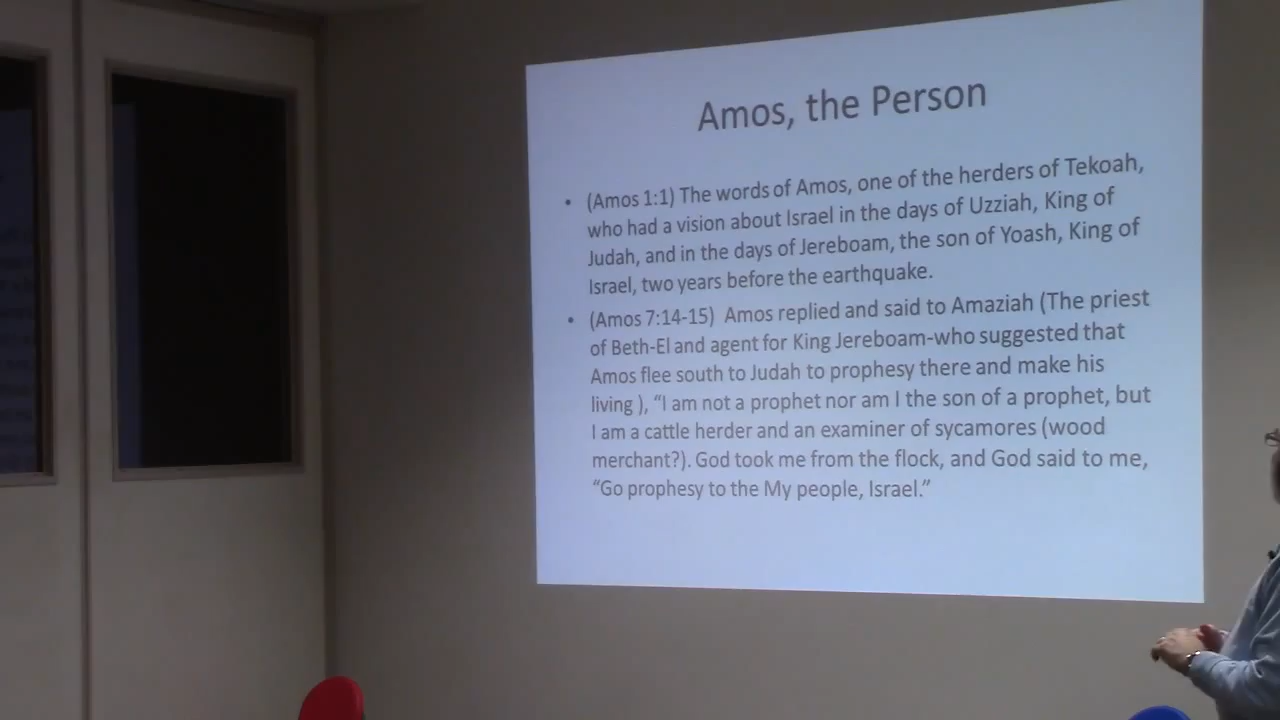 Amos, the Person
• (Amos 1:1) The words of Amos, one of the herders of Tekoah,
who had a vision about Israel in the days of Uzziah, King of
Judah, and in the days of Jereboam, the son of Yoash, King of
Israel, two years before the earthquake.
• (Amos 7:14-15)  Amos replied and said to Amaziah (The priest
of Beth-El and agent for King Jereboam-who suggested that
Amos flee south to Judah to prophesy there and make his
living ), “I am not a prophet nor am I the son of a prophet, but
I am a cattle herder and an examiner of sycamores (wood
merchant?). God took me from the flock, and God said to me,
“Go prophesy to the My people, Israel.”